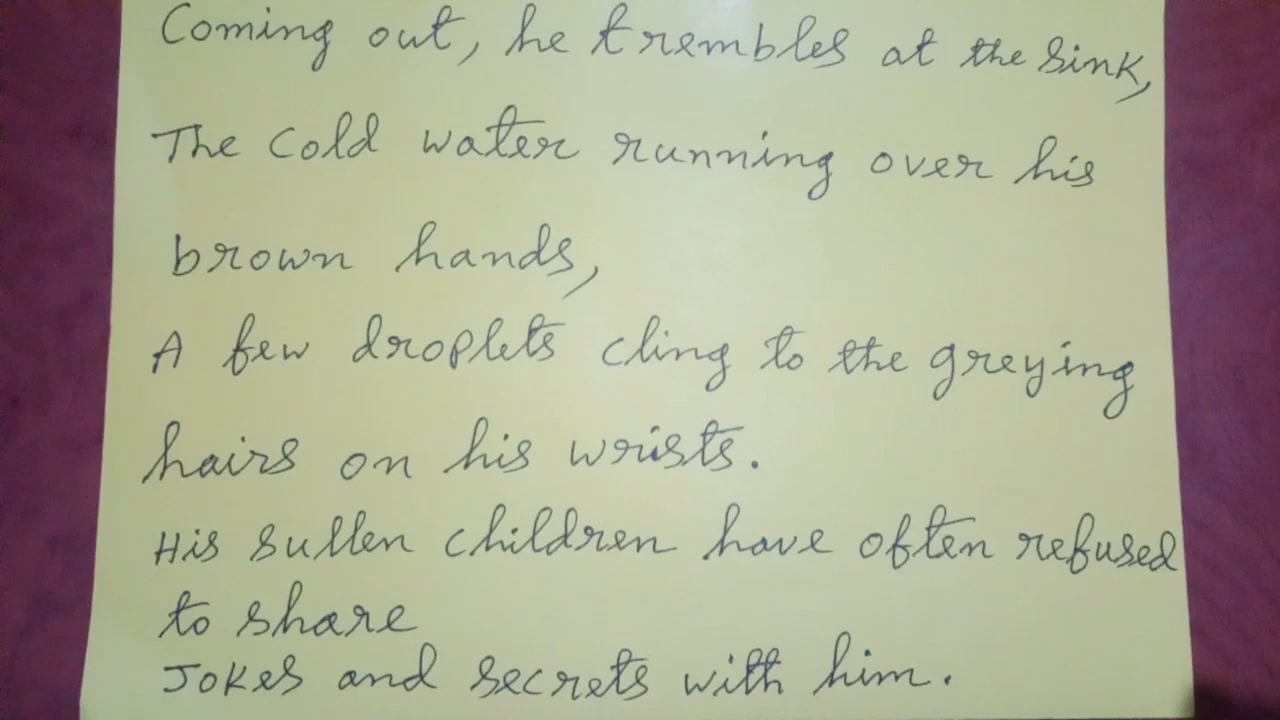 Coming out, he trembles at the sink,
The cold water running over his
brown hands,
A few droplets cling to the greying
hairs on his wrists.
His sullen children have often refused
to share
Jokes and secrets with him.